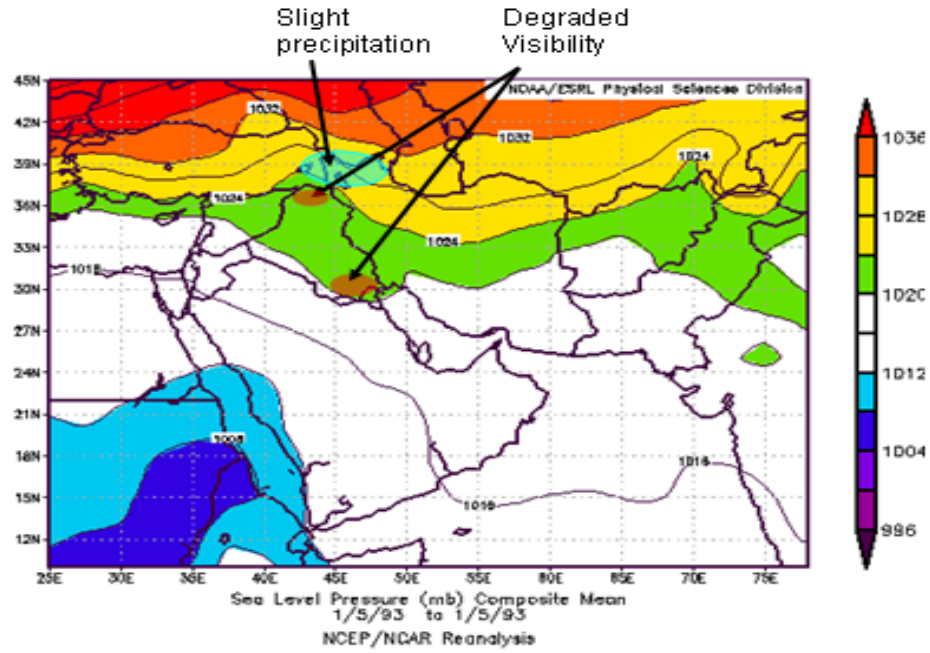 Slight
precipitation
Degraded
Visibility
NOAA/ESRL Physical Sciences Division
45N
42N
39N
36N
33N
30N
27N
24N
21N
18N
15N
12N
1032
1032
1024
1024
1024
1016
1008
1016
1016
25E
30E
35E
40E
45E
50E
55E
60E
65E
70E
75E
1036
1028
1020
1012
1004
996
Sea Level Pressure (mb) Composite Mean
1/5/93 to 1/5/93
NCEP/NCAR Reanalysis